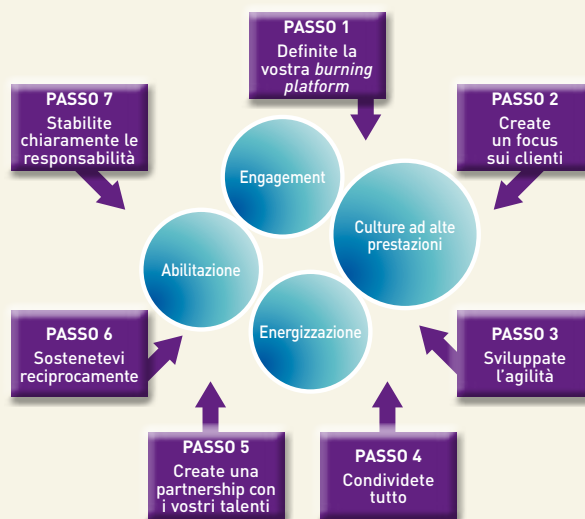 PASSO 1
Definite la
vostra burning
platform
PASSO 2
Create
un focus
sui clienti
PASSO 3
Sviluppate
l'agilità
PASSO 4
Condividete
tutto
PASSO 5
Create una
partnership con
i vostri talenti
PASSO 6
Sostenetevi
reciprocamente
PASSO 7
Stabilite
chiaramente le
responsabilità
Engagement
Culture ad alte
prestazioni
Abilitazione
Energizzazione